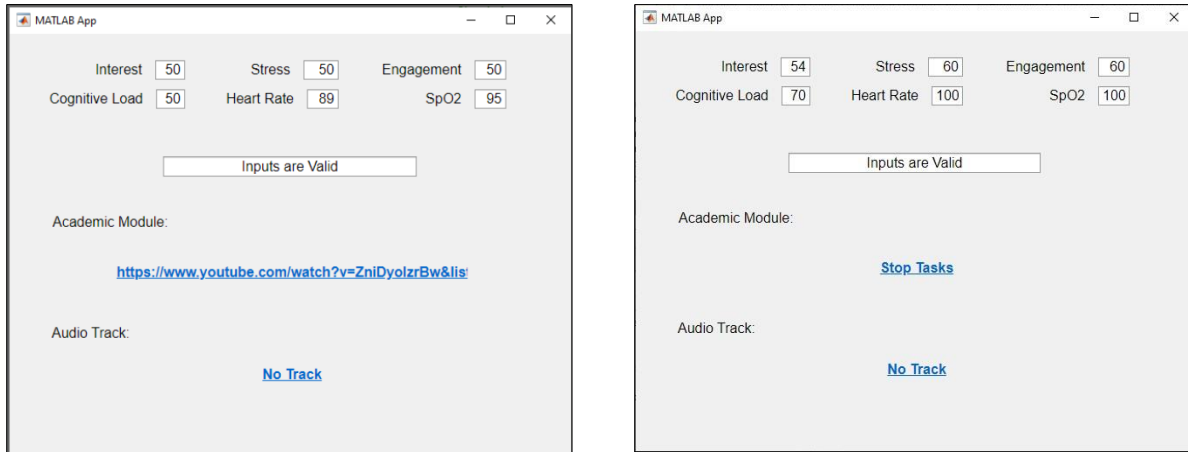 MATLAB App
Interest 50 Stress 50 Engagement 50
Cognitive Load 50 Heart Rate 89 SpO2 95
Inputs are Valid
Academic Module:
https://www.youtube.com/watch?v=ZniDyolzrBw&lis
Audio Track:
No Track
MATLAB App
Interest 54 Stress 60 Engagement 60
Cognitive Load 70 Heart Rate 100 SpO2 100
Inputs are Valid
Academic Module:
Stop Tasks
Audio Track:
No Track